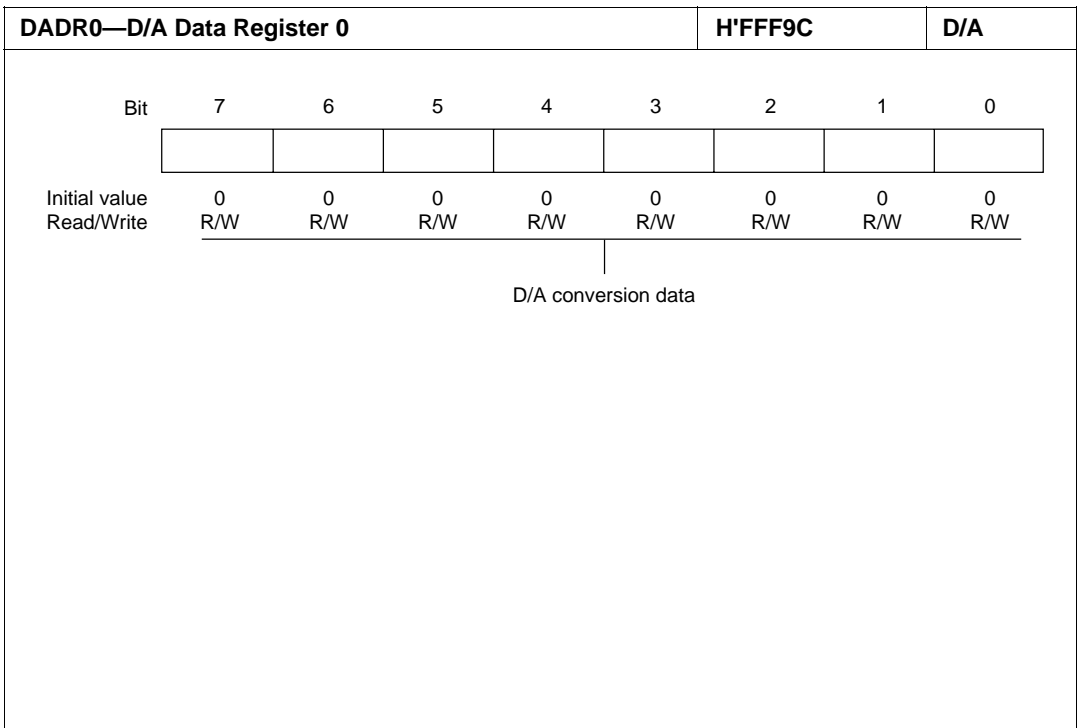 DADR0—D/A Data Register 0 H'FFF9C D/A
Bit 7 6 5 4 3 2 1 0
Initial value 0 0 0 0 0 0 0 0
Read/Write R/W R/W R/W R/W R/W R/W R/W R/W
D/A conversion data